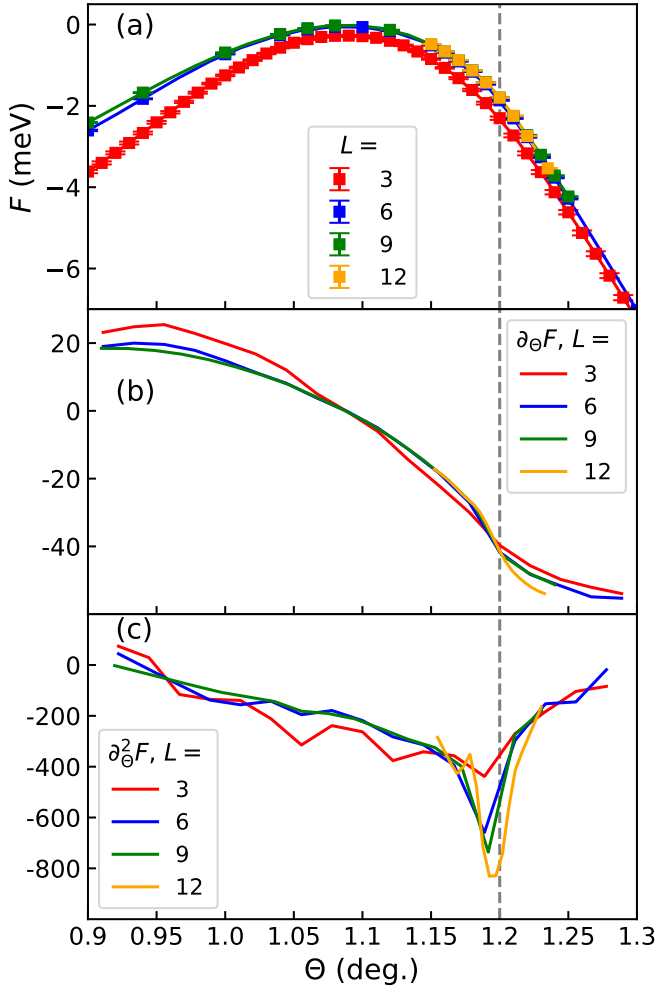 (a)
F (meV)
0
−2
−4
−6
L =
3
6
9
12
(b)
20
0
-20
-40
∂ΘF, L =
3
6
9
12
(c)
0
-200
-400
-600
-800
∂²ΘF, L =
3
6
9
12
0.9 0.95 1.0 1.05 1.1 1.15 1.2 1.25 1.3
Θ (deg.)